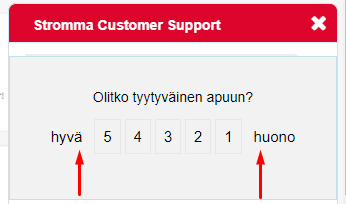 Stromma Customer Support
Olitko tyytyväinen apuun?
hyvä 5 4 3 2 1 huono